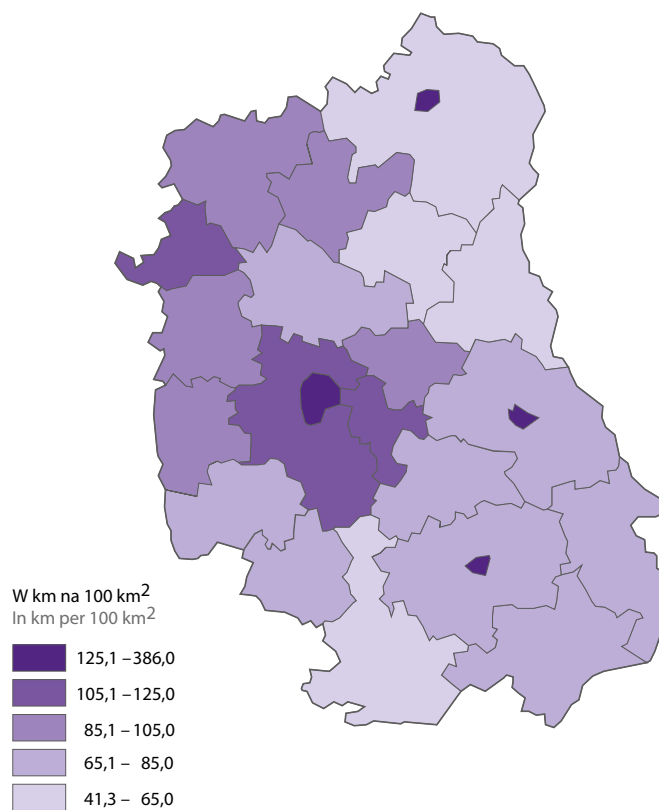 W km na 100 km²
In km per 100 km²
125,1 – 386,0
105,1 – 125,0
85,1 – 105,0
65,1 – 85,0
41,3 – 65,0